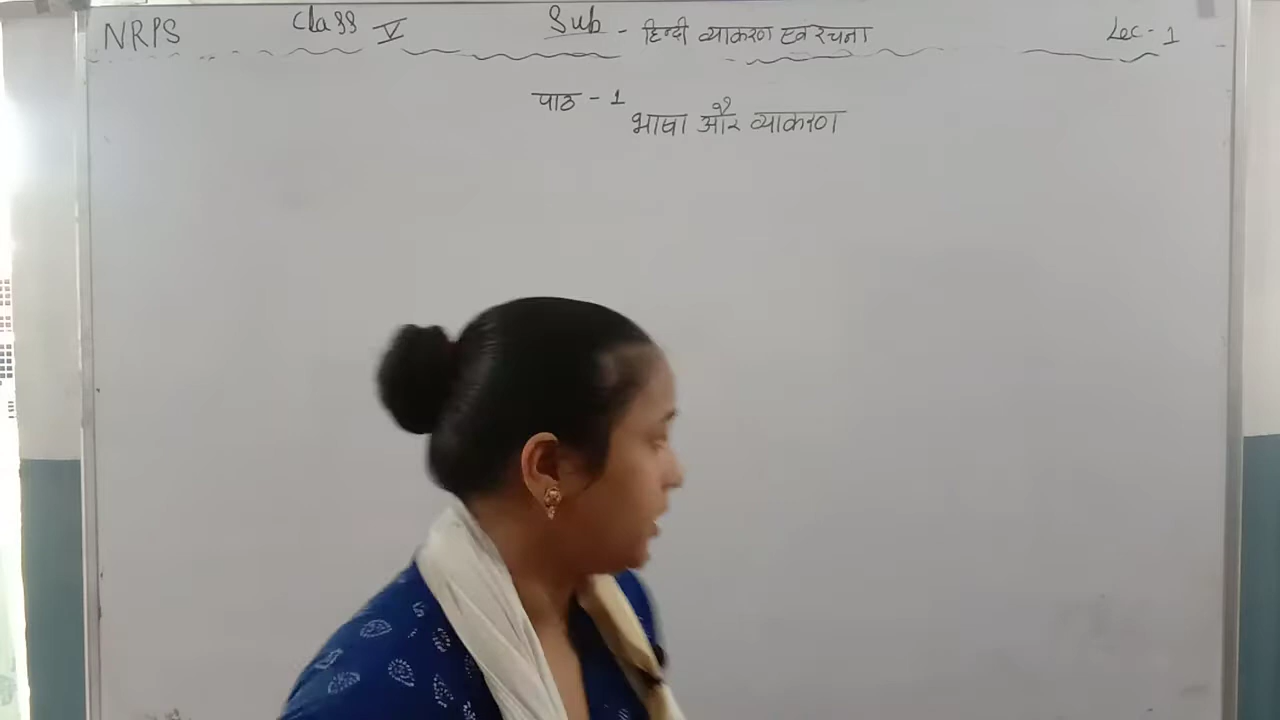 NRPS Class V Sub - हिन्दी व्याकरण एवं रचना Lec - 1
पाठ - 1
भाषा और व्याकरण